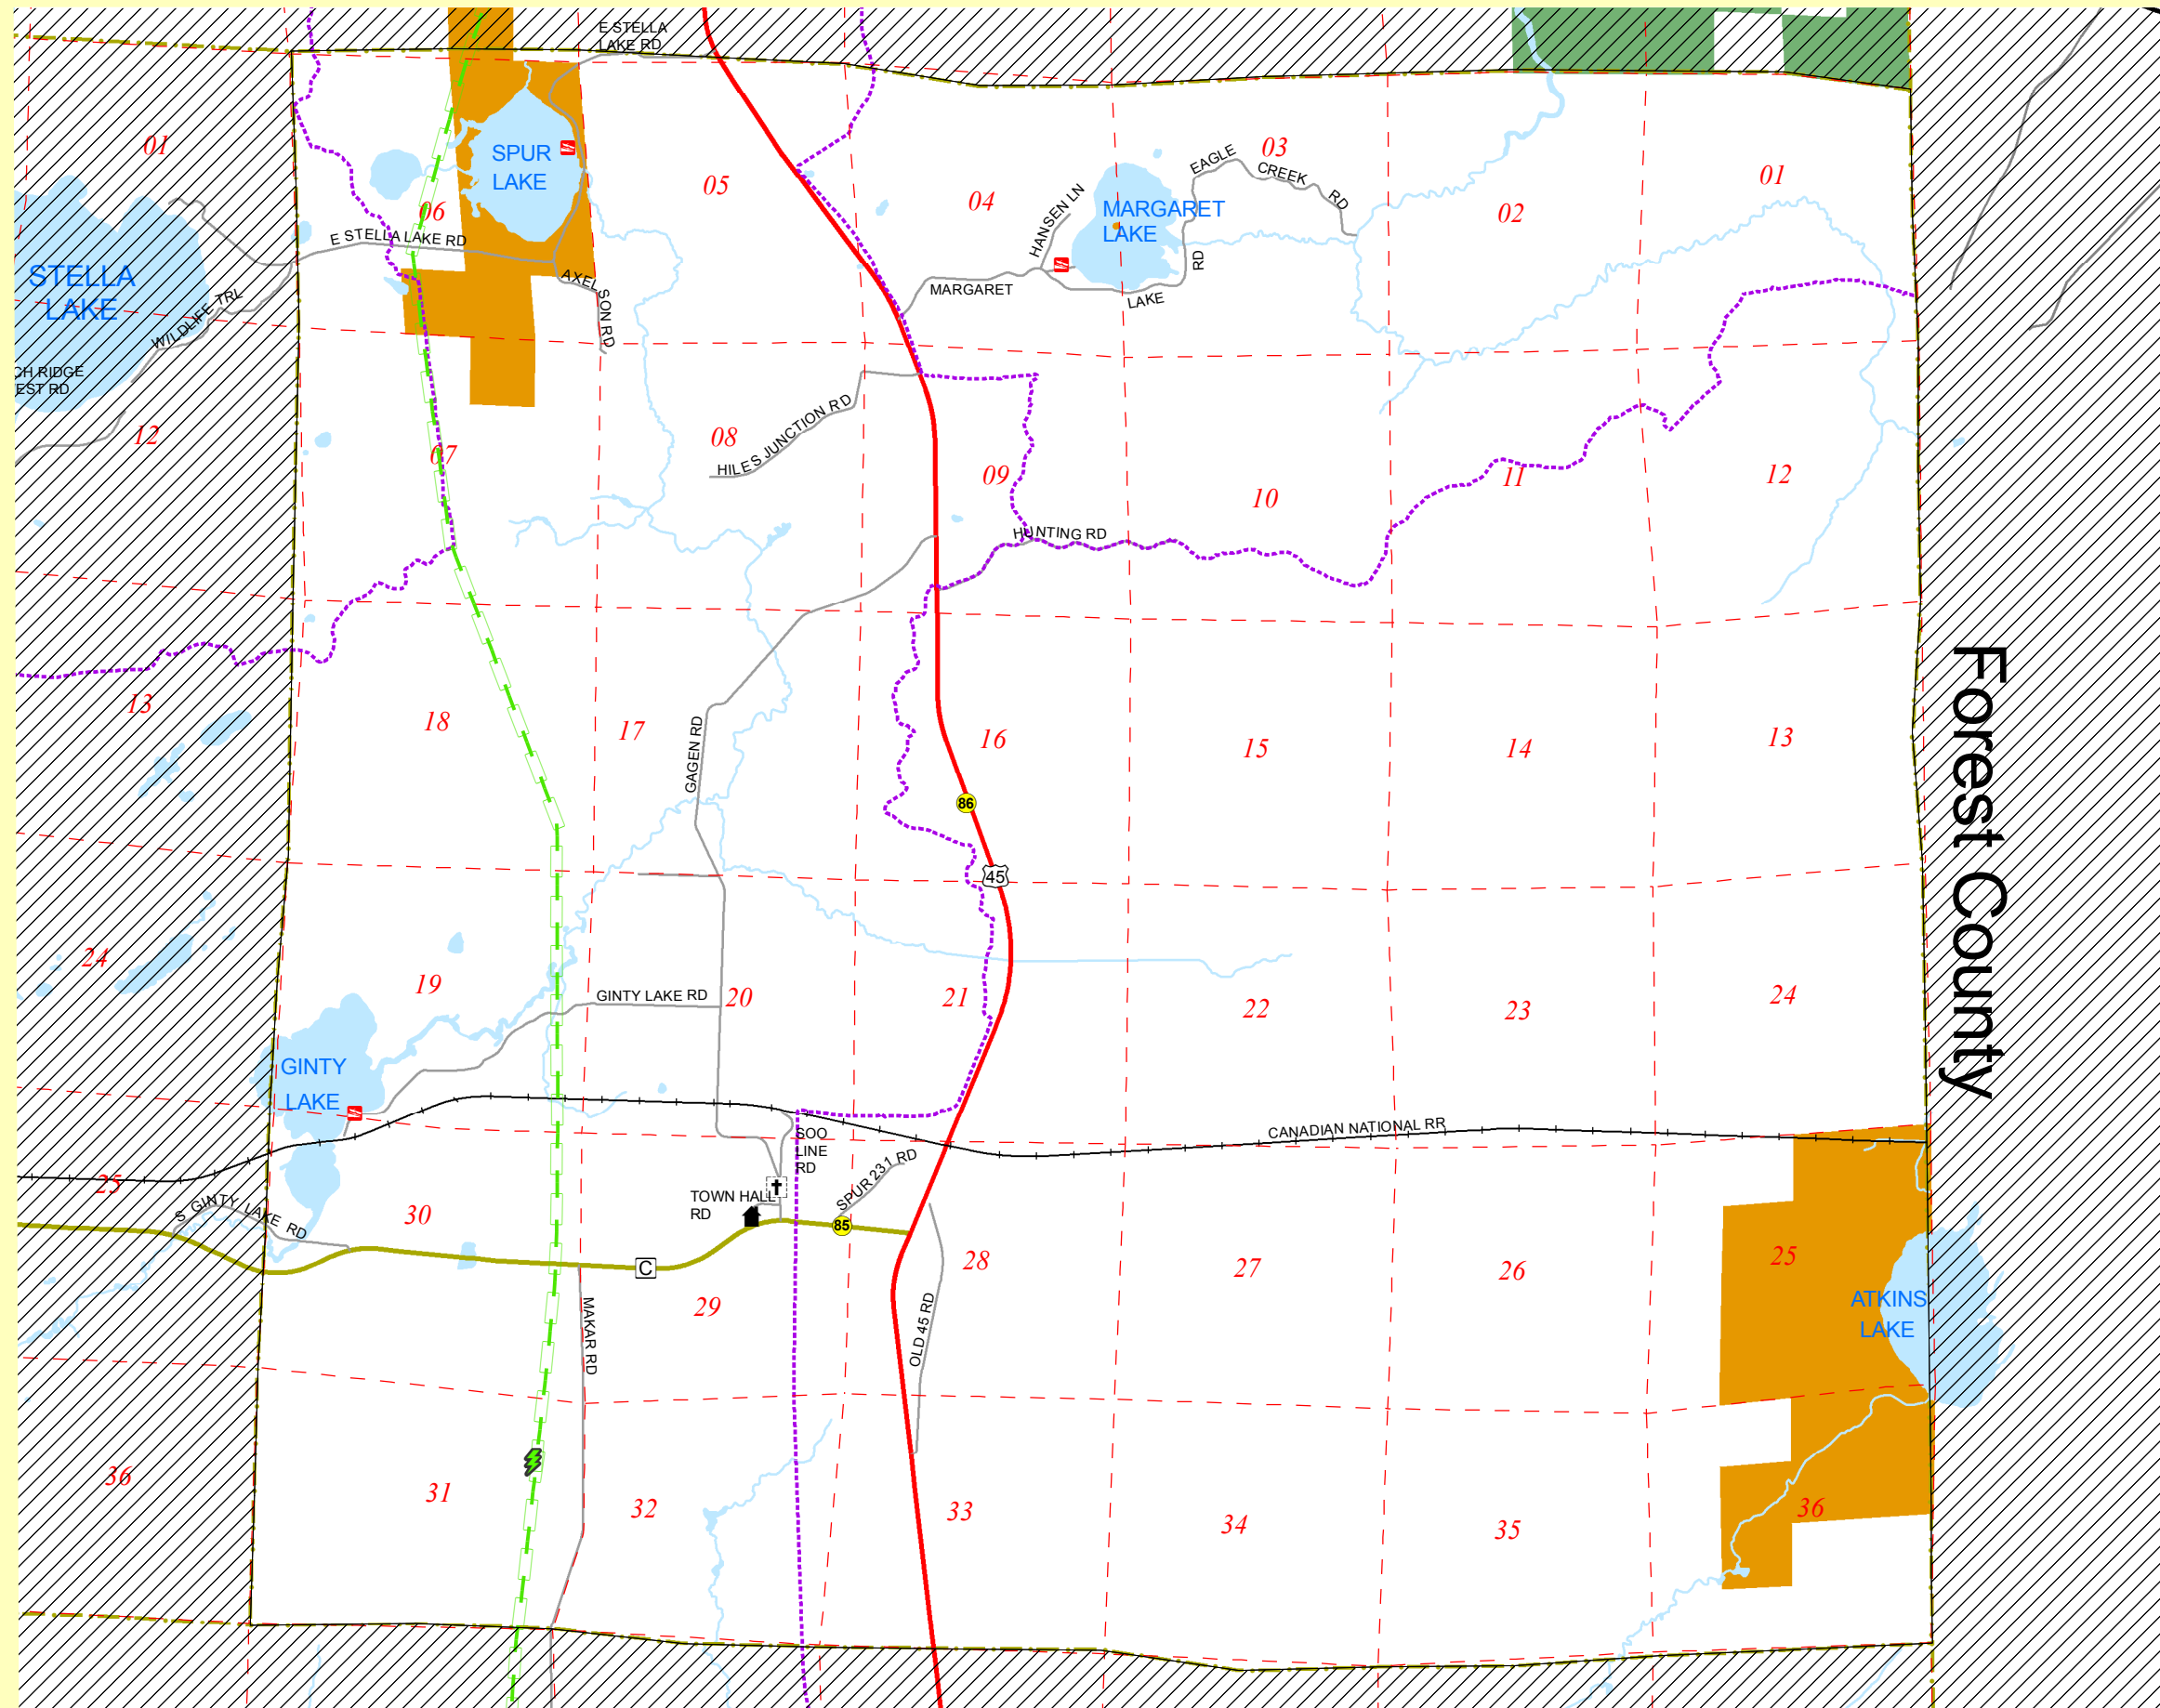 E STELLA
LAKE RD
01
SPUR
LAKE
05
04
03
EAGLE
CREEK
RD
02
01
HANSEN LN
MARGARET
LAKE
06
E STELLA LAKE RD
STELLA
LAKE
AXELSON RD
MARGARET
LAKE
RD
WILDLIFE TRL
CH RIDGE
EST RD
12
07
08
HILES JUNCTION RD
09
10
11
12
HUNTING RD
13
18
17
GAGEN RD
16
15
14
13
86
45
Forest County
24
19
GINTY LAKE RD
20
21
22
23
24
GINTY
LAKE
CANADIAN NATIONAL RR
SOO
LINE
RD
25
S GINTY LAKE RD
30
TOWN HALL
RD
SPUR 231 RD
85
C
28
27
26
25
29
MAKAR RD
OLD 45 RD
ATKINS
LAKE
36
31
32
33
34
35
36